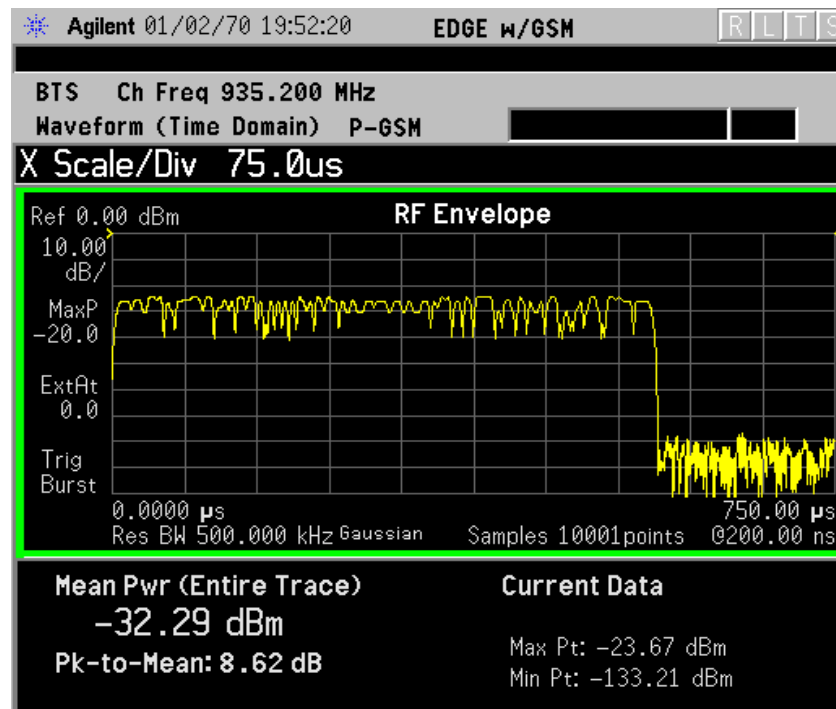 Agilent 01/02/70 19:52:20 EDGE w/GSM R L T S
BTS Ch Freq 935.200 MHz
Waveform (Time Domain) P-GSM
X Scale/Div 75.0us
Ref 0.00 dBm RF Envelope
10.00
dB/
MaxP
-20.0
ExtAt
0.0
Trig
Burst
0.0000 µs 750.00 µs
Res BW 500.000 kHz Gaussian Samples 10001points @200.00 ns
Mean Pwr (Entire Trace) Current Data
-32.29 dBm
Max Pt: -23.67 dBm
Pk-to-Mean: 8.62 dB
Min Pt: -133.21 dBm